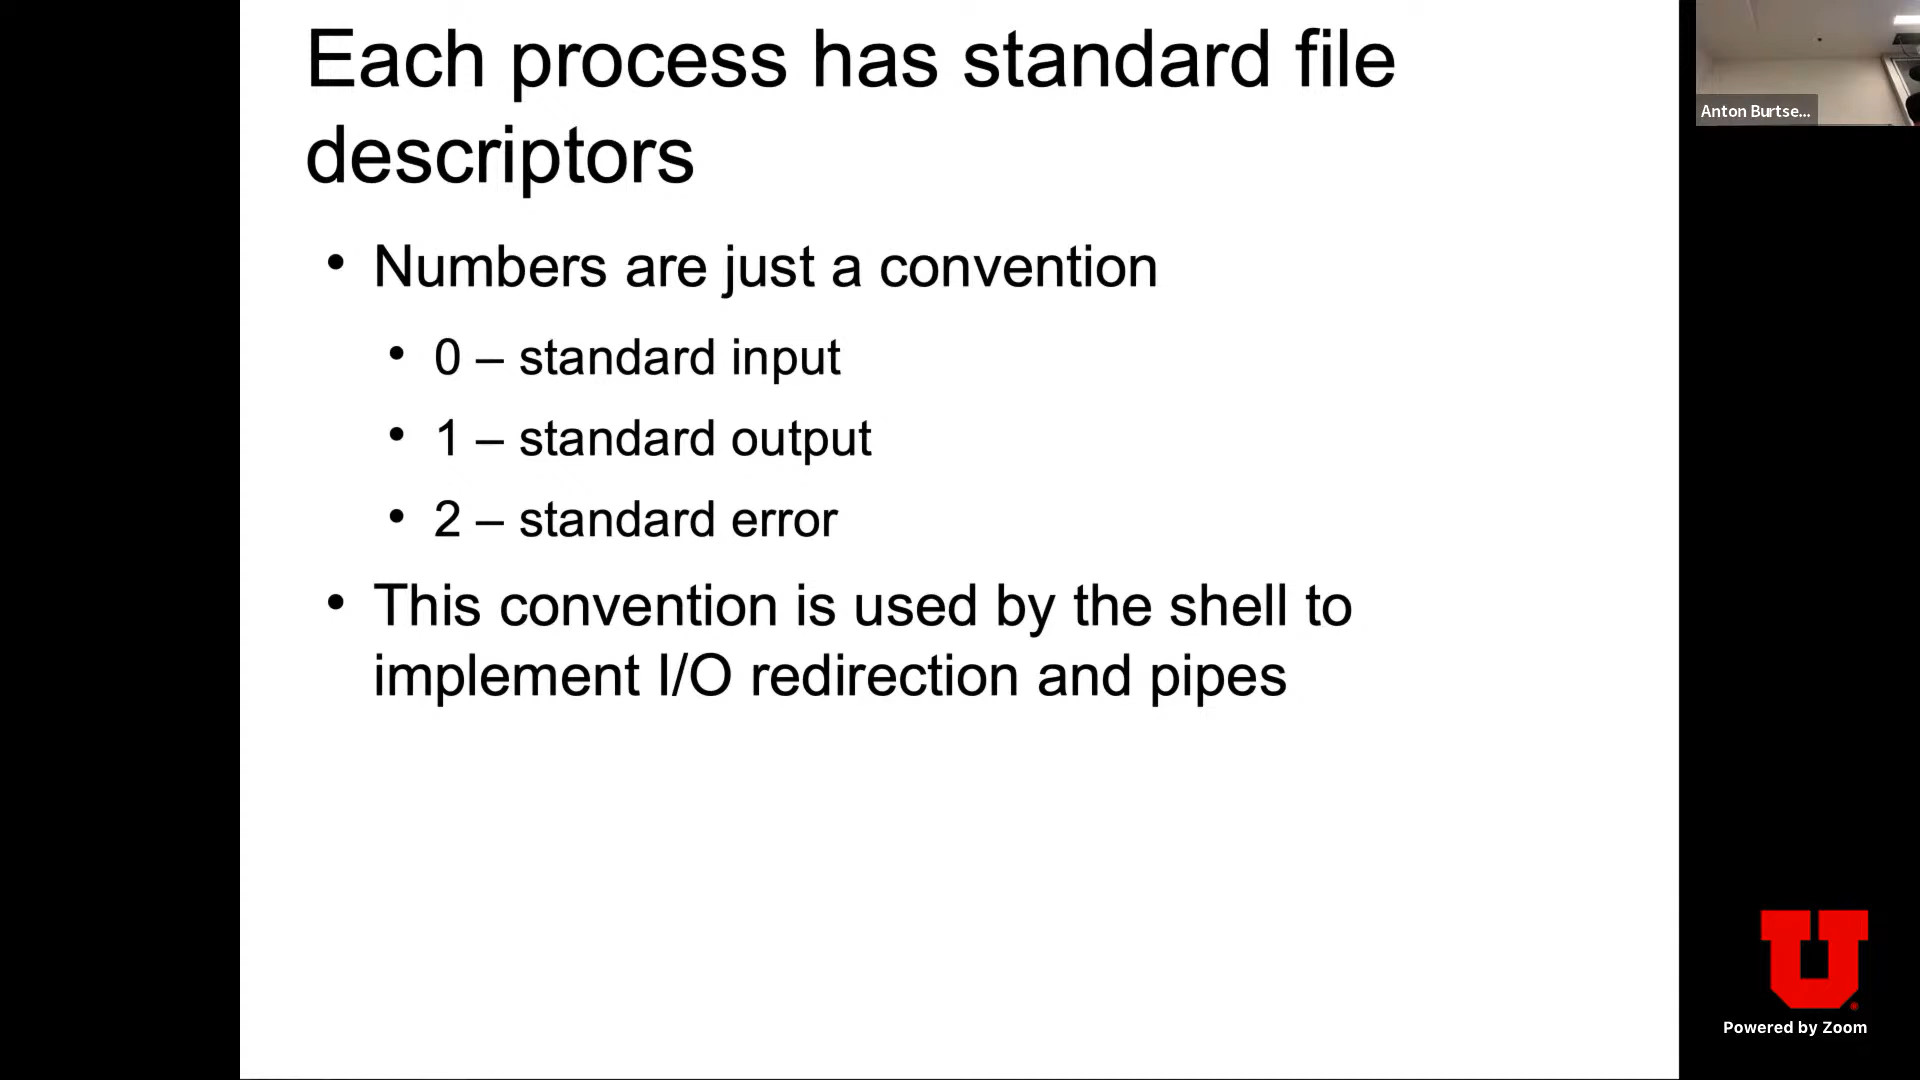 Each process has standard file
descriptors
• Numbers are just a convention
• 0 – standard input
• 1 – standard output
• 2 – standard error
• This convention is used by the shell to
implement I/O redirection and pipes
Anton Burtse...
U
Powered by Zoom